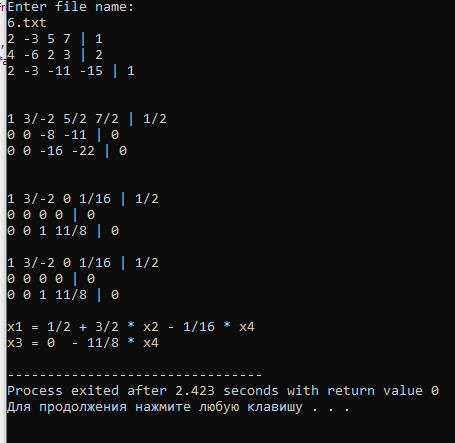 Enter file name:
6.txt
2 -3 5 7 | 1
4 -6 2 3 | 2
2 -3 -11 -15 | 1
1 3/-2 5/2 7/2 | 1/2
0 0 -8 -11 | 0
0 0 -16 -22 | 0
1 3/-2 0 1/16 | 1/2
0 0 0 0 | 0
0 0 1 11/8 | 0
1 3/-2 0 1/16 | 1/2
0 0 0 0 | 0
0 0 1 11/8 | 0
x1 = 1/2 + 3/2 * x2 - 1/16 * x4
x3 = 0  - 11/8 * x4
--------------------------------
Process exited after 2.423 seconds with return value 0
Для продолжения нажмите любую клавишу . . .